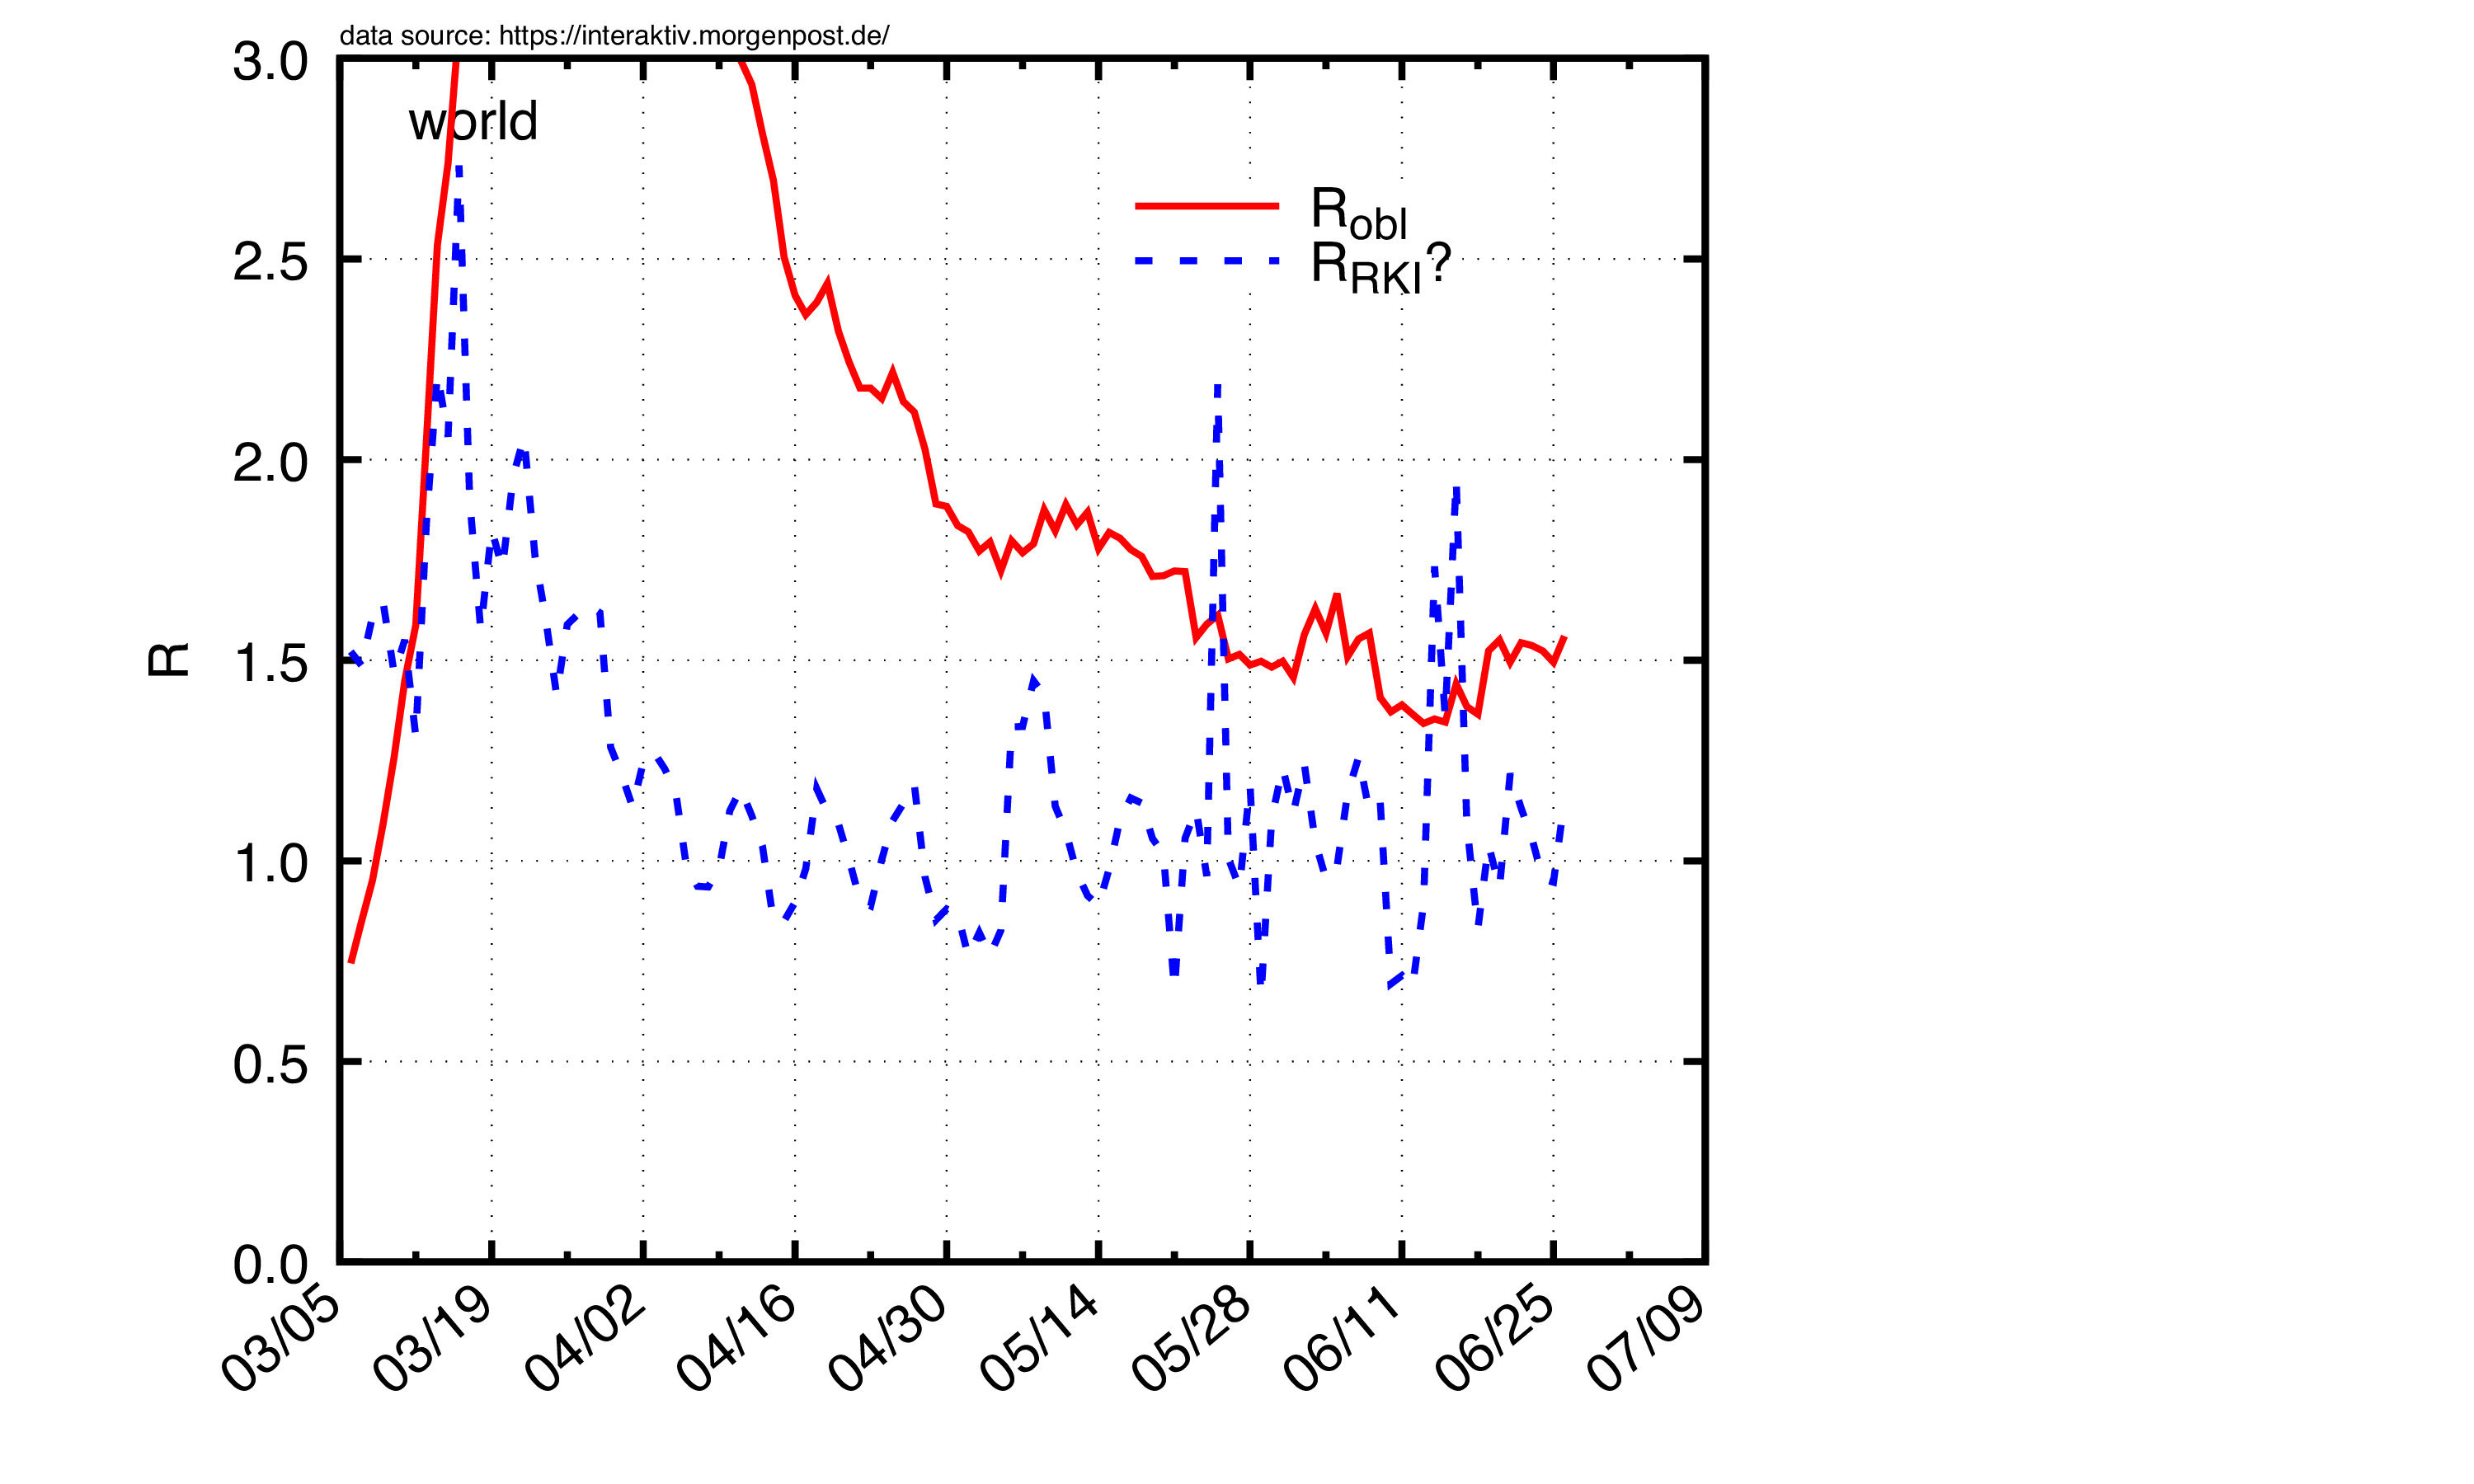 data source: https://interaktiv.morgenpost.de/
3.0
world
R_obl
R_RKI?
2.5
2.0
R
1.5
1.0
0.5
0.0
03/05 03/19 04/02 04/16 04/30 05/14 05/28 06/11 06/25 07/09